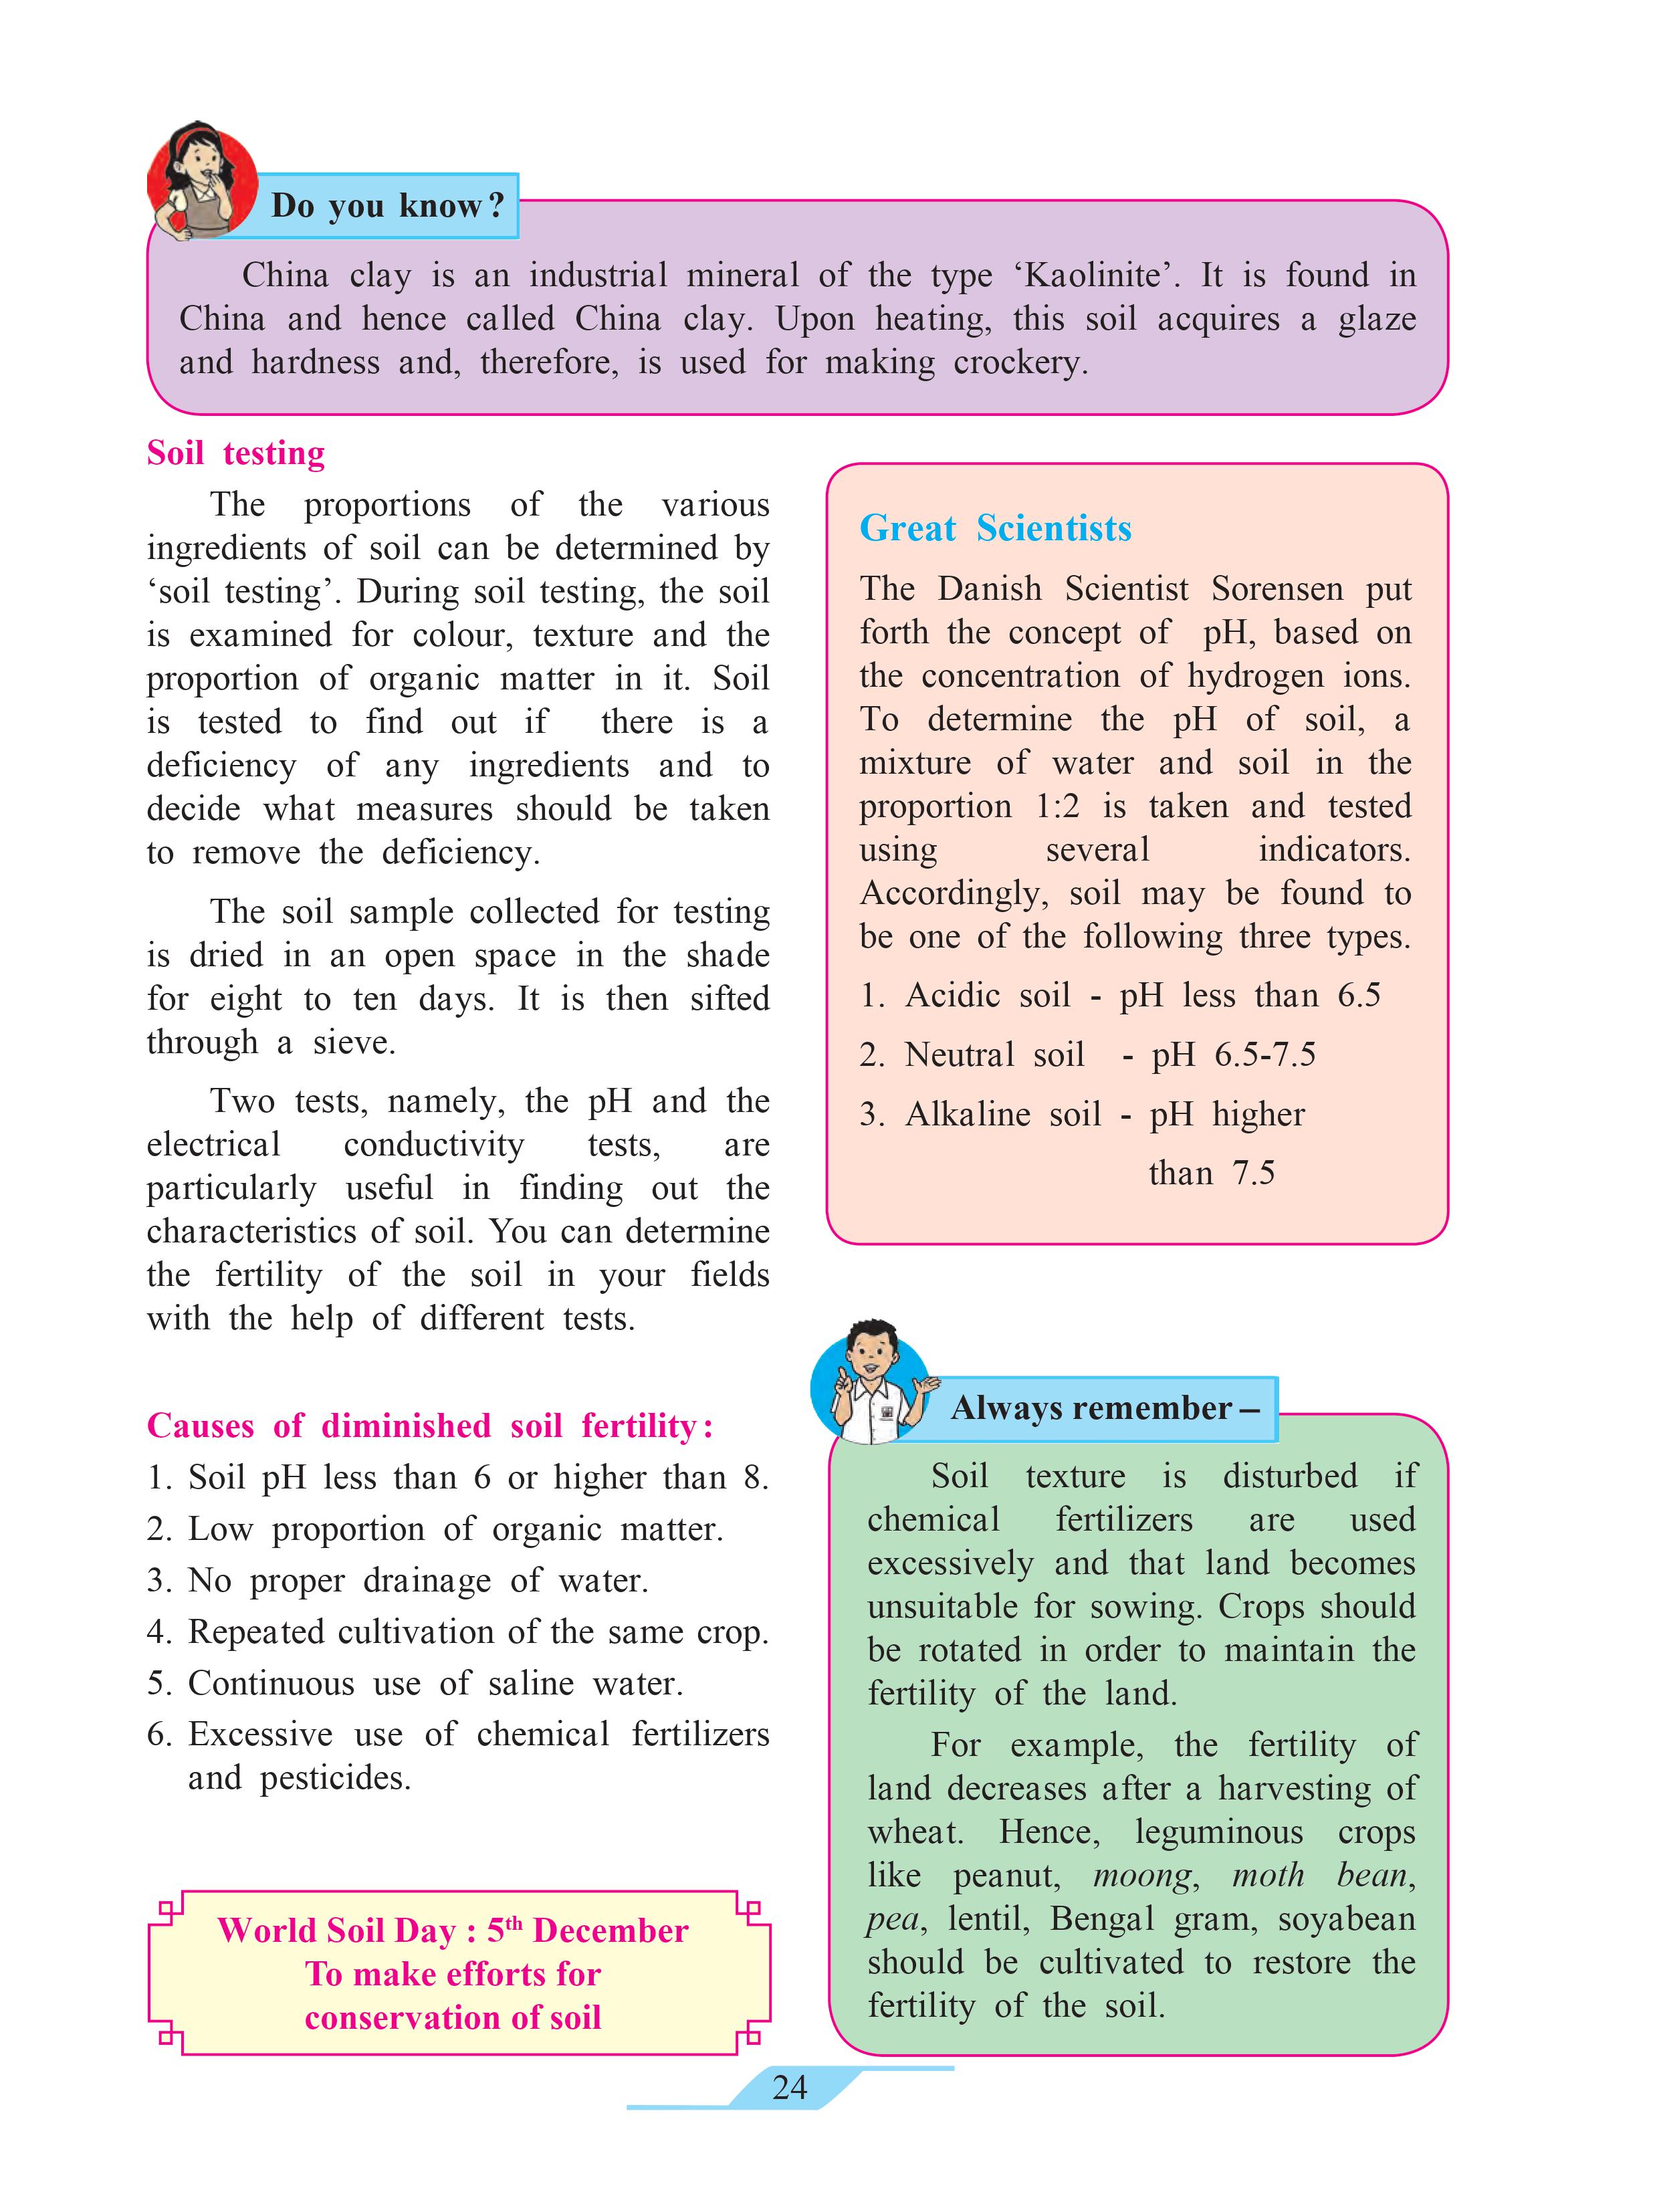 Do you know?
China clay is an industrial mineral of the type ‘Kaolinite’. It is found in
China and hence called China clay. Upon heating, this soil acquires a glaze
and hardness and, therefore, is used for making crockery.
Soil testing
The proportions of the various
ingredients of soil can be determined by
‘soil testing’. During soil testing, the soil
is examined for colour, texture and the
proportion of organic matter in it. Soil
is tested to find out if there is a
deficiency of any ingredients and to
decide what measures should be taken
to remove the deficiency.
The soil sample collected for testing
is dried in an open space in the shade
for eight to ten days. It is then sifted
through a sieve.
Two tests, namely, the pH and the
electrical conductivity tests, are
particularly useful in finding out the
characteristics of soil. You can determine
the fertility of the soil in your fields
with the help of different tests.
Causes of diminished soil fertility:
1. Soil pH less than 6 or higher than 8.
2. Low proportion of organic matter.
3. No proper drainage of water.
4. Repeated cultivation of the same crop.
5. Continuous use of saline water.
6. Excessive use of chemical fertilizers
and pesticides.
World Soil Day : 5th December
To make efforts for
conservation of soil
Great Scientists
The Danish Scientist Sorensen put
forth the concept of pH, based on
the concentration of hydrogen ions.
To determine the pH of soil, a
mixture of water and soil in the
proportion 1:2 is taken and tested
using several indicators.
Accordingly, soil may be found to
be one of the following three types.
1. Acidic soil - pH less than 6.5
2. Neutral soil - pH 6.5-7.5
3. Alkaline soil - pH higher
than 7.5
Always remember –
Soil texture is disturbed if
chemical fertilizers are used
excessively and that land becomes
unsuitable for sowing. Crops should
be rotated in order to maintain the
fertility of the land.
For example, the fertility of
land decreases after a harvesting of
wheat. Hence, leguminous crops
like peanut, moong, moth bean,
pea, lentil, Bengal gram, soyabean
should be cultivated to restore the
fertility of the soil.
24